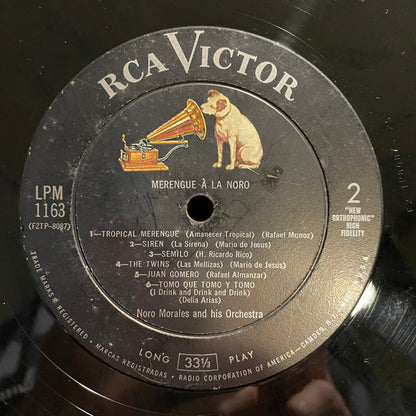 RCA VICTOR
MERENGUE À LA NORO
LPM
1163
(F2TP-8087)
2
"NEW
ORTHOPHONIC"
HIGH
FIDELITY
1—TROPICAL MERENGUE (Amanecer Tropical) (Rafael Munoz)
2—SIREN (La Sirena) (Mario de Jesus)
3—SEMILO (H. Ricardo Rico)
4—THE TWINS (Las Mellizas) (Mario de Jesus)
5—JUAN GOMERO (Rafael Almanzar)
6—TOMO QUE TOMO Y TOMO
(I Drink and Drink and Drink)
(Delia Arias)
Noro Morales and his Orchestra
LONG 33⅓ PLAY
TRADE MARKS ® REGISTERED • MARCAS REGISTRADAS • RADIO CORPORATION OF AMERICA—CAMDEN, N.J.